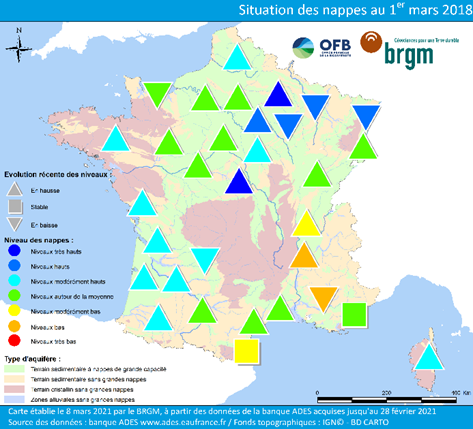 Situation des nappes au 1er mars 2018
N
OFB
Géosciences pour une Terre durable
brgm
Evolution récente des niveaux :
En hausse
Stable
En baisse
Niveau des nappes :
Niveaux très hauts
Niveaux hauts
Niveaux modérément hauts
Niveaux autour de la moyenne
Niveaux modérément bas
Niveaux bas
Niveaux très bas
Type d'aquifère :
Terrain sédimentaire à nappes de grande capacité
Terrain sédimentaire sans grandes nappes
Terrain cristallin sans grandes nappes
Zones alluviales sans grandes nappes
0 100 200 300 400 Km
Carte établie le 8 mars 2021 par le BRGM, à partir des données de la banque ADES acquises jusqu'au 28 février 2021
Source des données : banque ADES www.ades.eaufrance.fr / Fonds topographiques : IGN© - BD CARTO